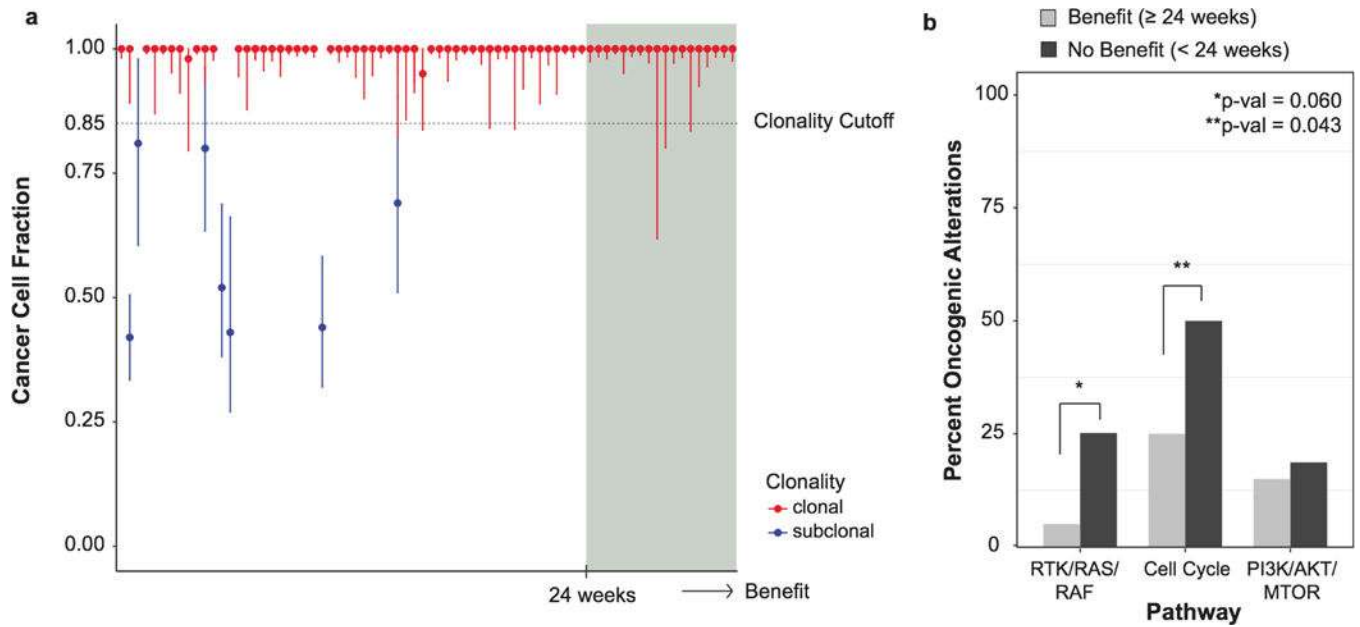 a
1.00
0.85
0.75
0.50
0.25
0.00
Cancer Cell Fraction
Clonality Cutoff
Clonality
clonal
subclonal
24 weeks
Benefit
b
Benefit (≥ 24 weeks)
No Benefit (< 24 weeks)
*p-val = 0.060
**p-val = 0.043
100
75
50
25
0
Percent Oncogenic Alterations
*
**
RTK/RAS/
RAF
Cell Cycle
PI3K/AKT/
MTOR
Pathway